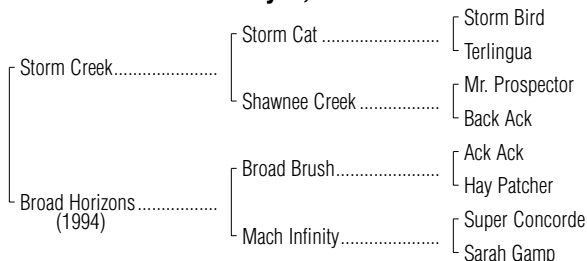 Storm Bird
Storm Cat
Terlingua
Storm Creek
Mr. Prospector
Shawnee Creek
Back Ack
Ack Ack
Broad Brush
Hay Patcher
Broad Horizons
(1994)
Super Concorde
Mach Infinity
Sarah Gamp